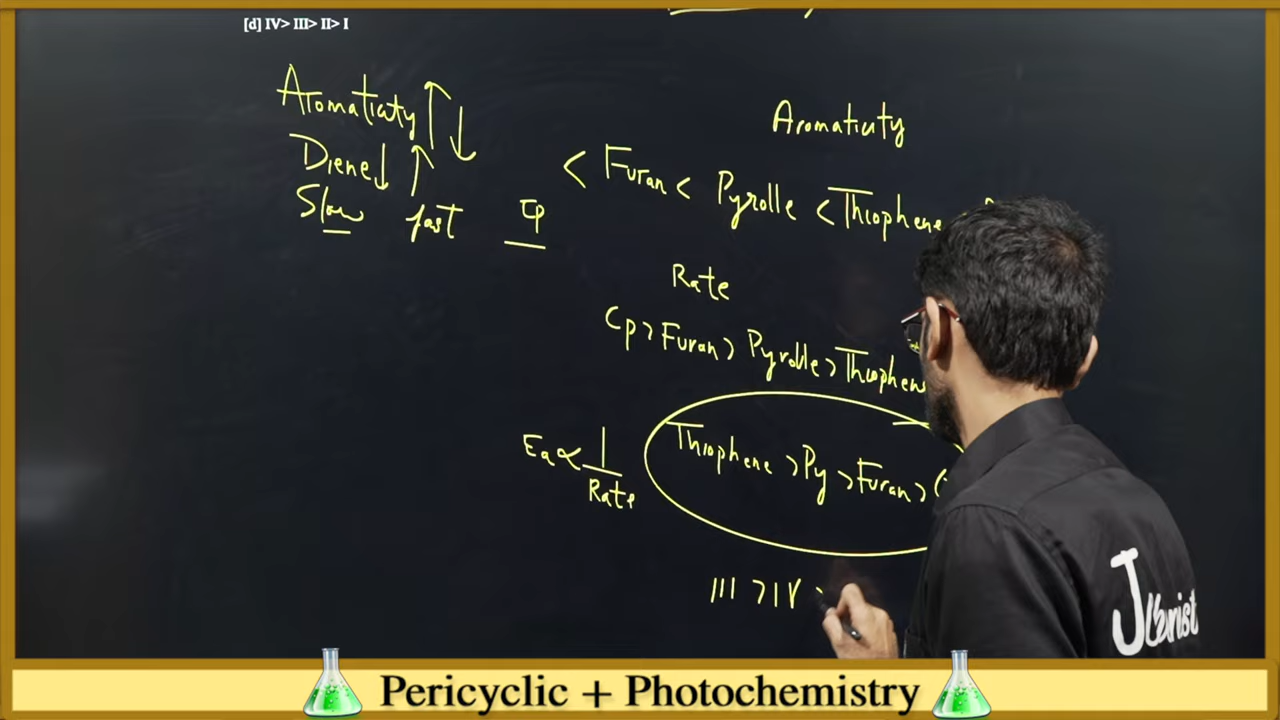 [d] IV> III> II> I
Aromaticity ↑ ↓
Diene ↓ ↑
Slow fast
Aromaticity
< Furan < Pyrolle < Thiophene
Rate
Cp > Furan > Pyrolle > Thiophene
Ea ∝ 1/Rate
Thiophene > Py > Furan > (
III > IV >
Pericyclic + Photochemistry